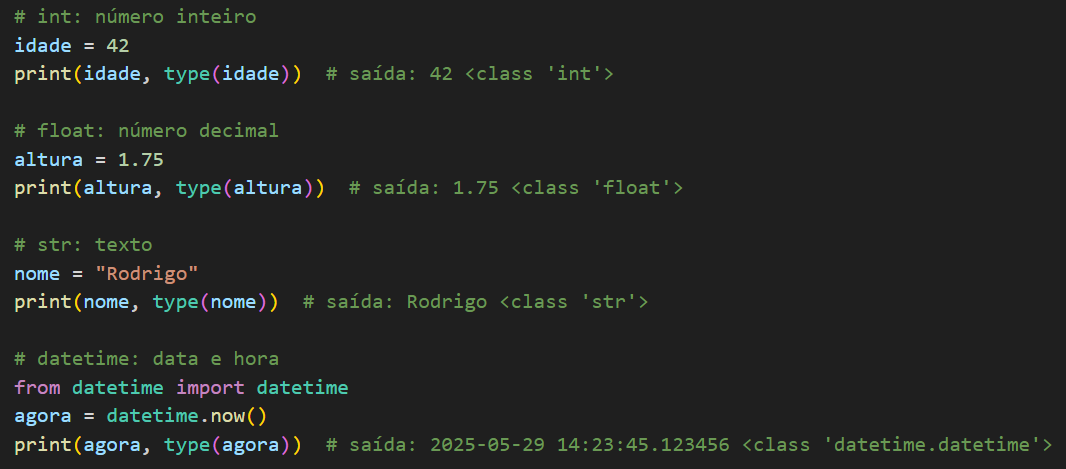 # int: número inteiro
idade = 42
print(idade, type(idade))  # saída: 42 <class 'int'>
# float: número decimal
altura = 1.75
print(altura, type(altura))  # saída: 1.75 <class 'float'>
# str: texto
nome = "Rodrigo"
print(nome, type(nome))  # saída: Rodrigo <class 'str'>
# datetime: data e hora
from datetime import datetime
agora = datetime.now()
print(agora, type(agora))  # saída: 2025-05-29 14:23:45.123456 <class 'datetime.datetime'>